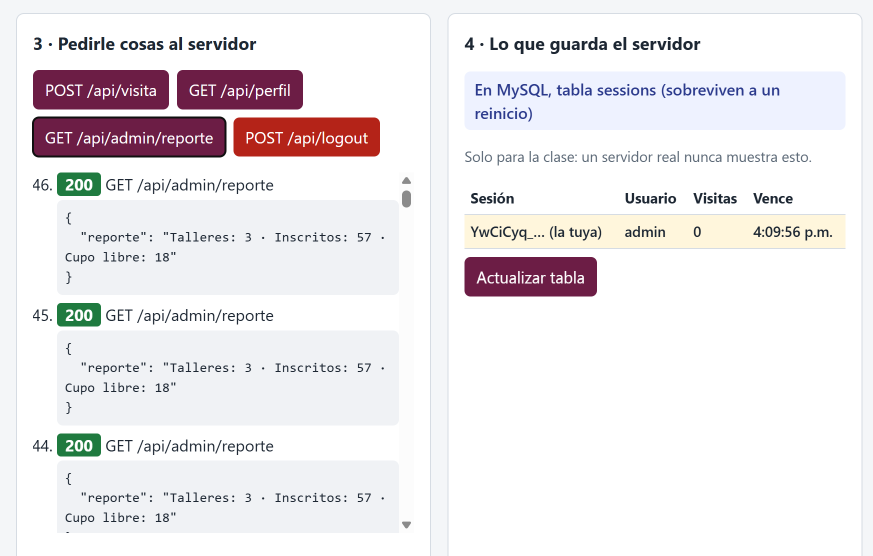 3 · Pedirle cosas al servidor
POST /api/visita
GET /api/perfil
GET /api/admin/reporte
POST /api/logout
46. 200 GET /api/admin/reporte
{
"reporte": "Talleres: 3 · Inscritos: 57 ·
Cupo libre: 18"
}
45. 200 GET /api/admin/reporte
{
"reporte": "Talleres: 3 · Inscritos: 57 ·
Cupo libre: 18"
}
44. 200 GET /api/admin/reporte
{
"reporte": "Talleres: 3 · Inscritos: 57 ·
Cupo libre: 18"
4 · Lo que guarda el servidor
En MySQL, tabla sessions (sobreviven a un
reinicio)
Solo para la clase: un servidor real nunca muestra esto.
Sesión Usuario Visitas Vence
YwCiCyq_... (la tuya) admin 0 4:09:56 p.m.
Actualizar tabla